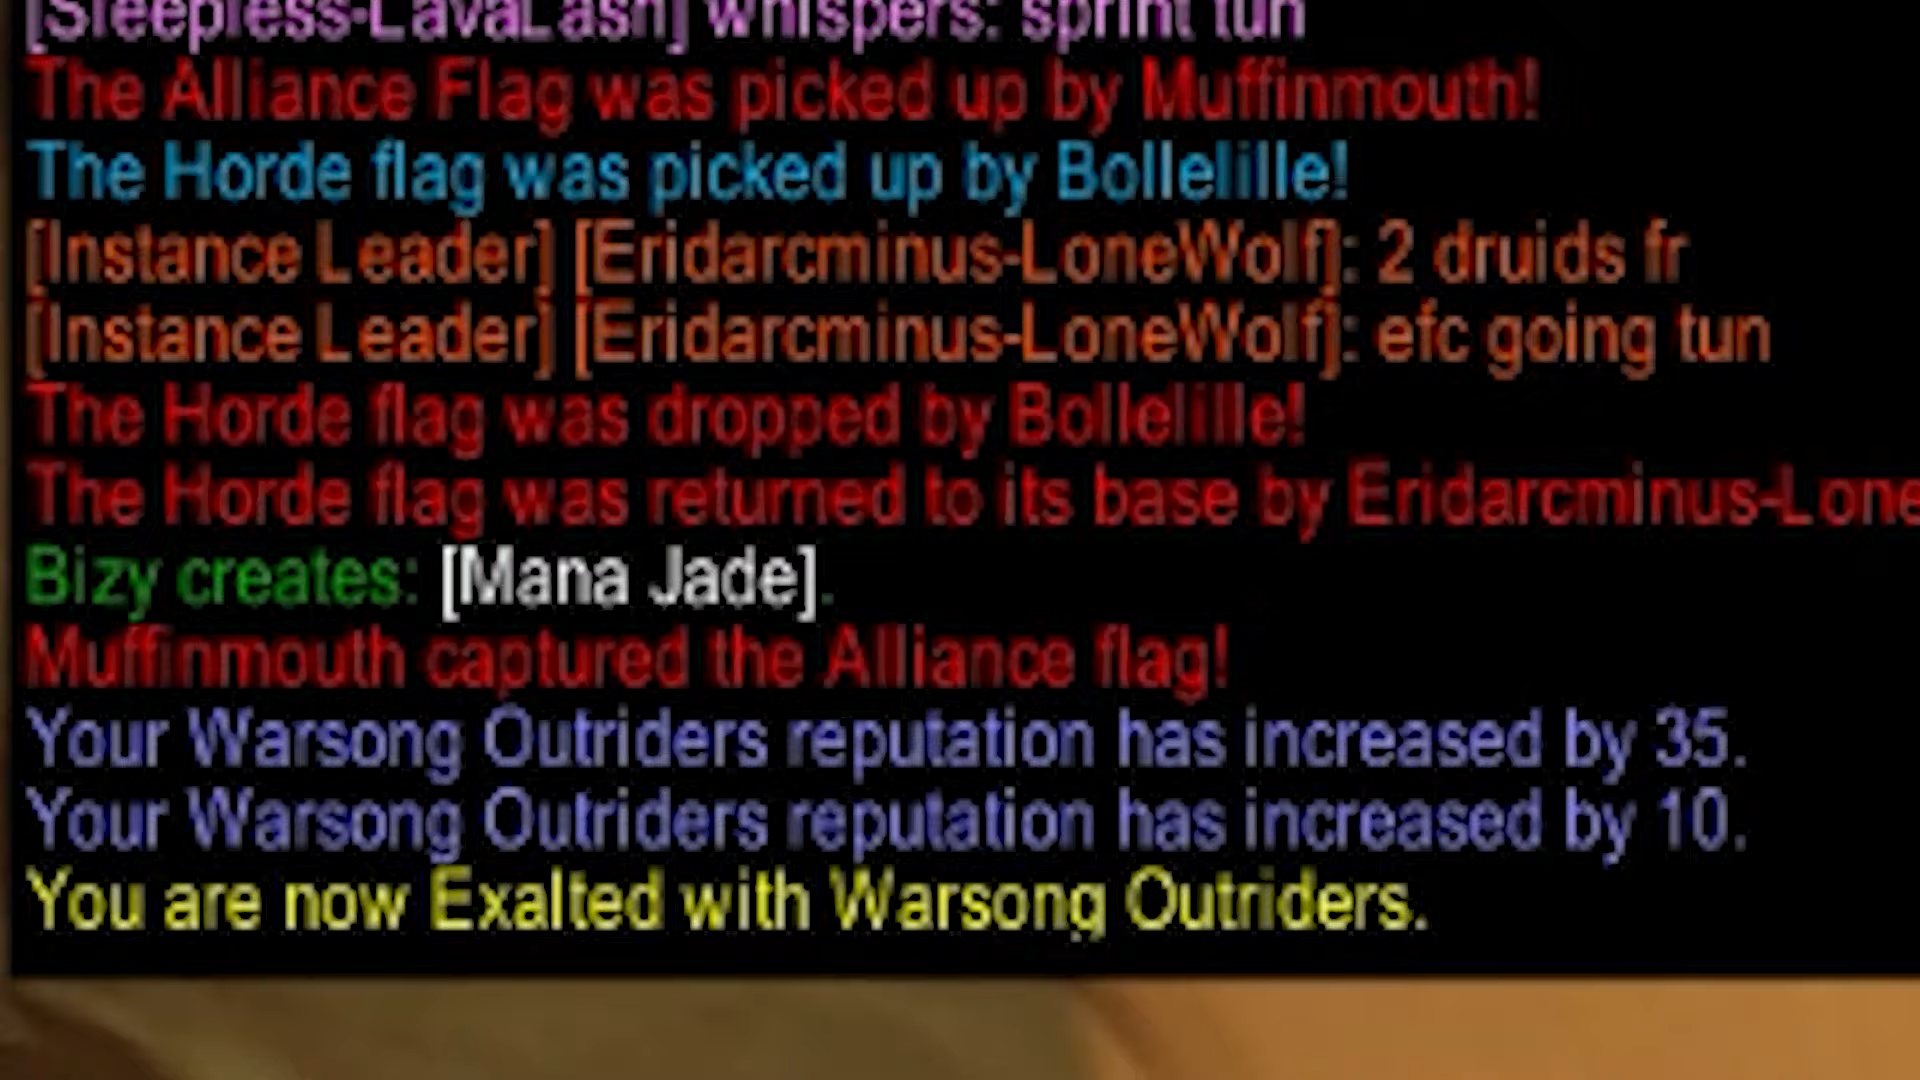 [Sleepless-LavaLash] whispers: sprint tun
The Alliance Flag was picked up by Muffinmouth!
The Horde flag was picked up by Bollelille!
[Instance Leader] [Eridarcminus-LoneWolf]: 2 druids fr
[Instance Leader] [Eridarcminus-LoneWolf]: efc going tun
The Horde flag was dropped by Bollelille!
The Horde flag was returned to its base by Eridarcminus-Lone
Bizy creates: [Mana Jade].
Muffinmouth captured the Alliance flag!
Your Warsong Outriders reputation has increased by 35.
Your Warsong Outriders reputation has increased by 10.
You are now Exalted with Warsong Outriders.